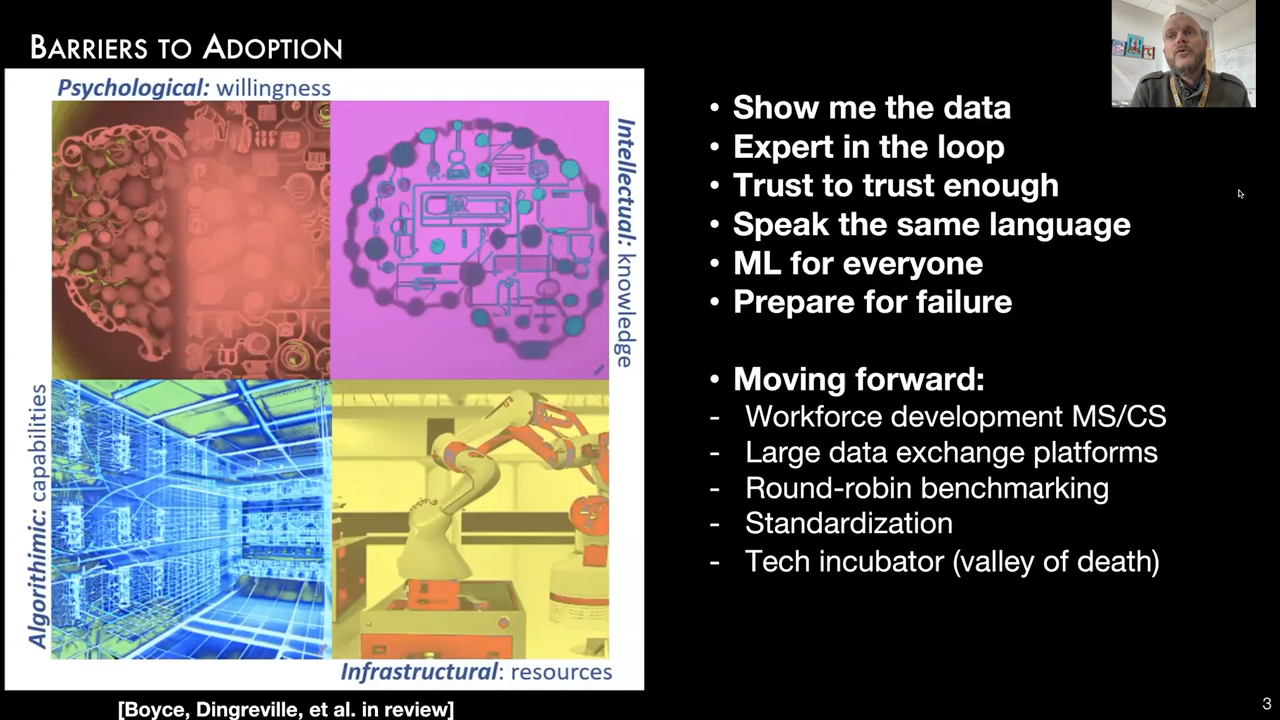 BARRIERS TO ADOPTION
Psychological: willingness
Intellectual: knowledge
Algorithimic: capabilities
Infrastructural: resources
[Boyce, Dingreville, et al. in review]
• Show me the data
• Expert in the loop
• Trust to trust enough
• Speak the same language
• ML for everyone
• Prepare for failure
• Moving forward:
- Workforce development MS/CS
- Large data exchange platforms
- Round-robin benchmarking
- Standardization
- Tech incubator (valley of death)
3